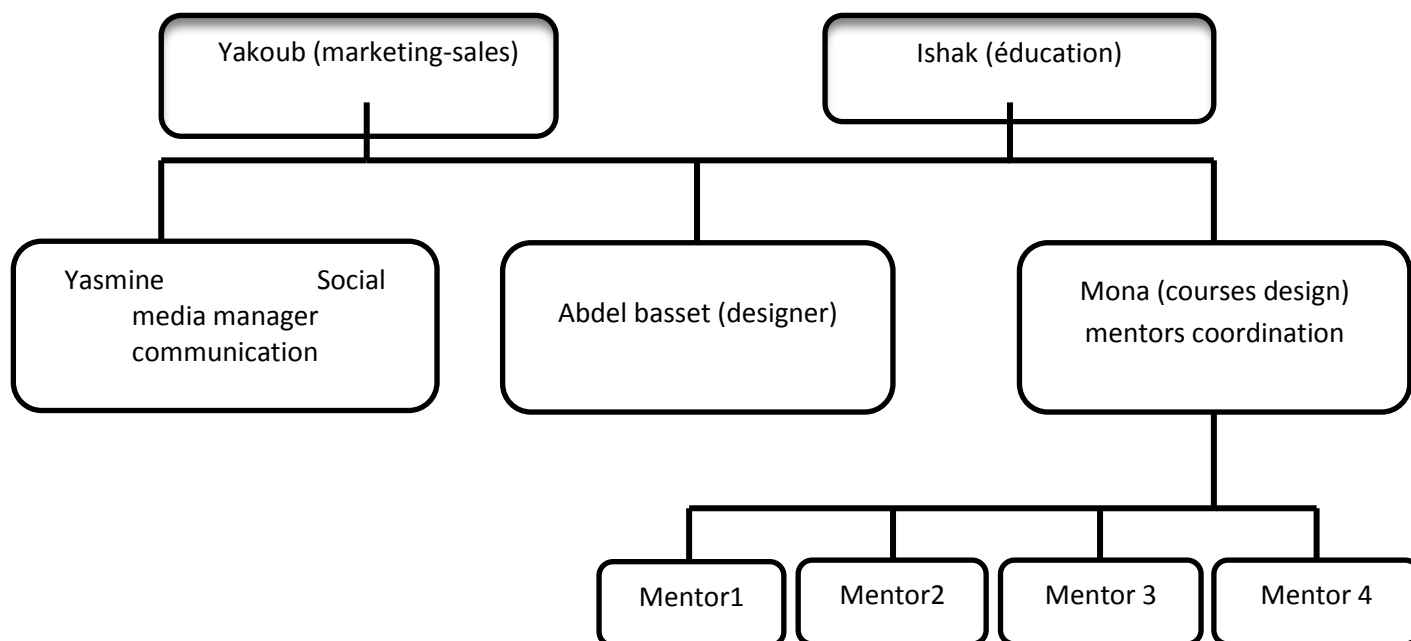 Yakoub (marketing-sales)
Ishak (éducation)
Yasmine Social
media manager
communication
Abdel basset (designer)
Mona (courses design)
mentors coordination
Mentor1
Mentor2
Mentor 3
Mentor 4